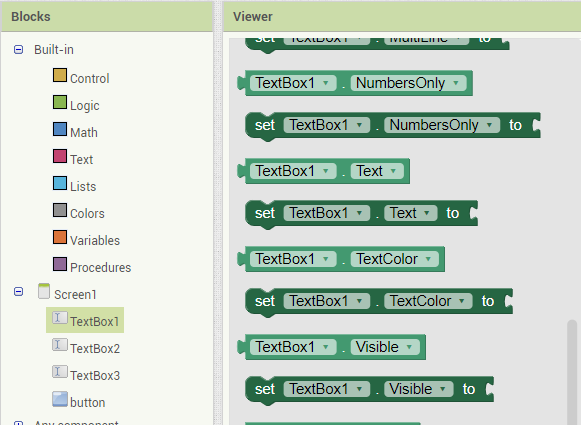 Blocks
Built-in
Control
Logic
Math
Text
Lists
Colors
Variables
Procedures
Screen1
TextBox1
TextBox2
TextBox3
button
Any component
Viewer
set TextBox1 . MultiLine to
TextBox1 . NumbersOnly
set TextBox1 . NumbersOnly to
TextBox1 . Text
set TextBox1 . Text to
TextBox1 . TextColor
set TextBox1 . TextColor to
TextBox1 . Visible
set TextBox1 . Visible to